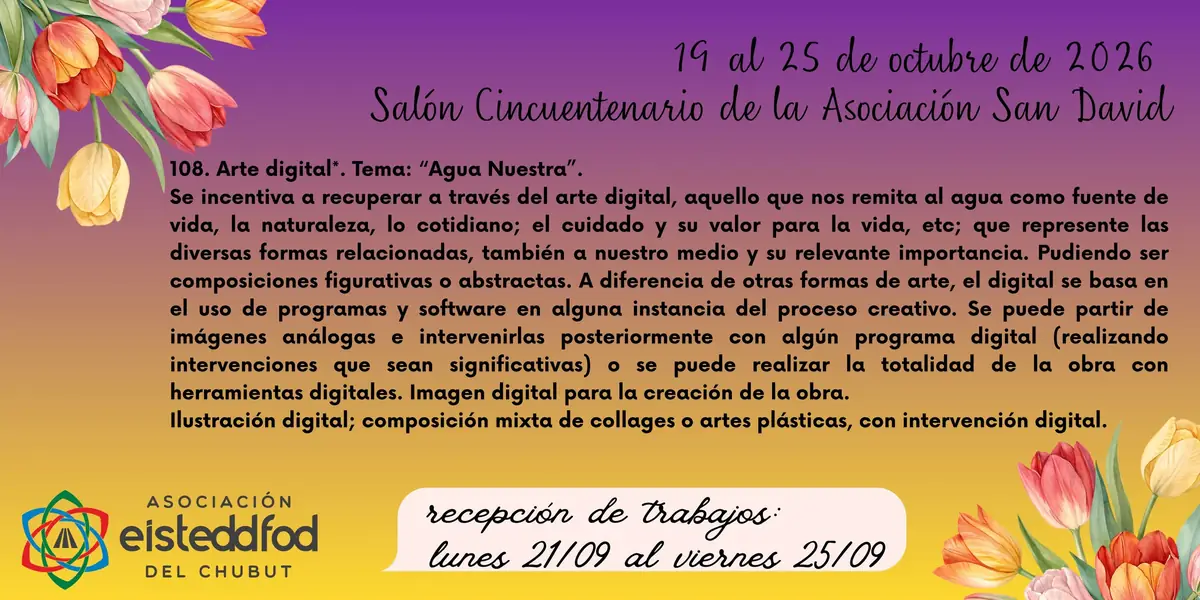 19 al 25 de octubre de 2026
Salón Cincuentenario de la Asociación San David
108. Arte digital*. Tema: “Agua Nuestra”.
Se incentiva a recuperar a través del arte digital, aquello que nos remita al agua como fuente de
vida, la naturaleza, lo cotidiano; el cuidado y su valor para la vida, etc; que represente las
diversas formas relacionadas, también a nuestro medio y su relevante importancia. Pudiendo ser
composiciones figurativas o abstractas. A diferencia de otras formas de arte, el digital se basa en
el uso de programas y software en alguna instancia del proceso creativo. Se puede partir de
imágenes análogas e intervenirlas posteriormente con algún programa digital (realizando
intervenciones que sean significativas) o se puede realizar la totalidad de la obra con
herramientas digitales. Imagen digital para la creación de la obra.
Ilustración digital; composición mixta de collages o artes plásticas, con intervención digital.
ASOCIACIÓN
eisteddfod
DEL CHUBUT
recepción de trabajos:
lunes 21/09 al viernes 25/09